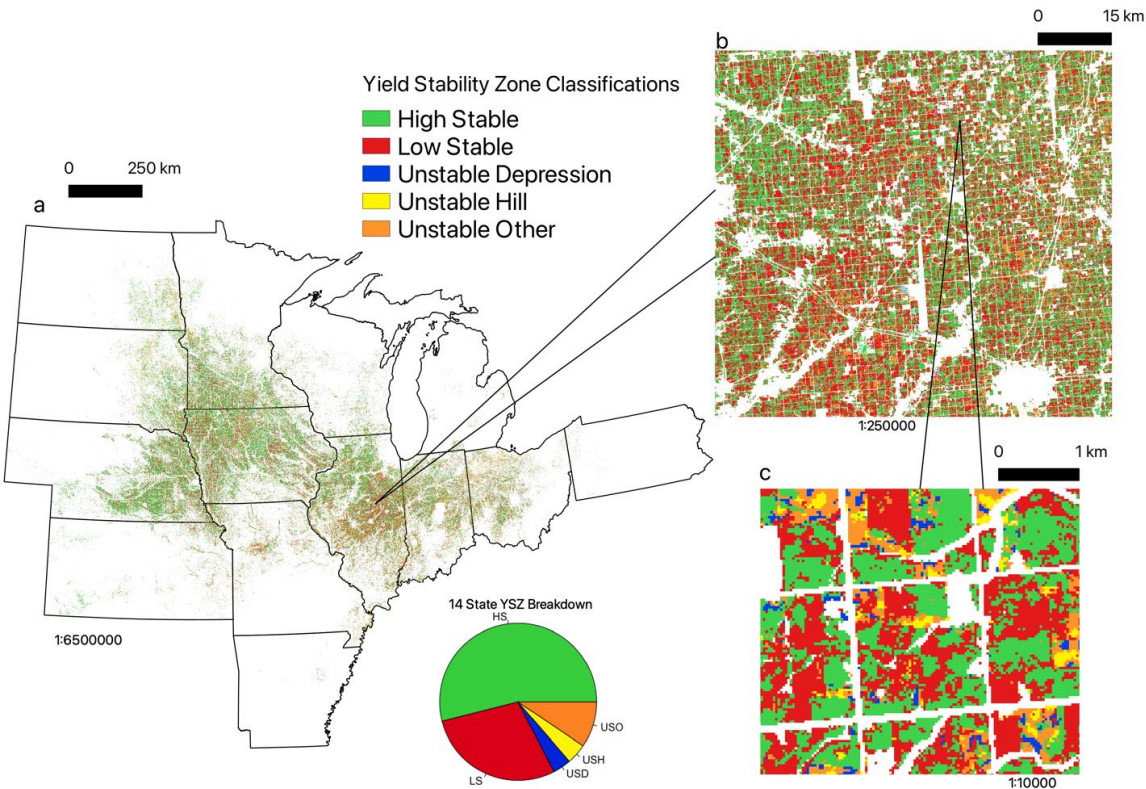 0 15 km
b
Yield Stability Zone Classifications
High Stable
Low Stable
Unstable Depression
Unstable Hill
Unstable Other
0 250 km
a
1:250000
0 1 km
c
14 State YSZ Breakdown
HS
1:6500000
USO
USH
USD
LS
1:10000